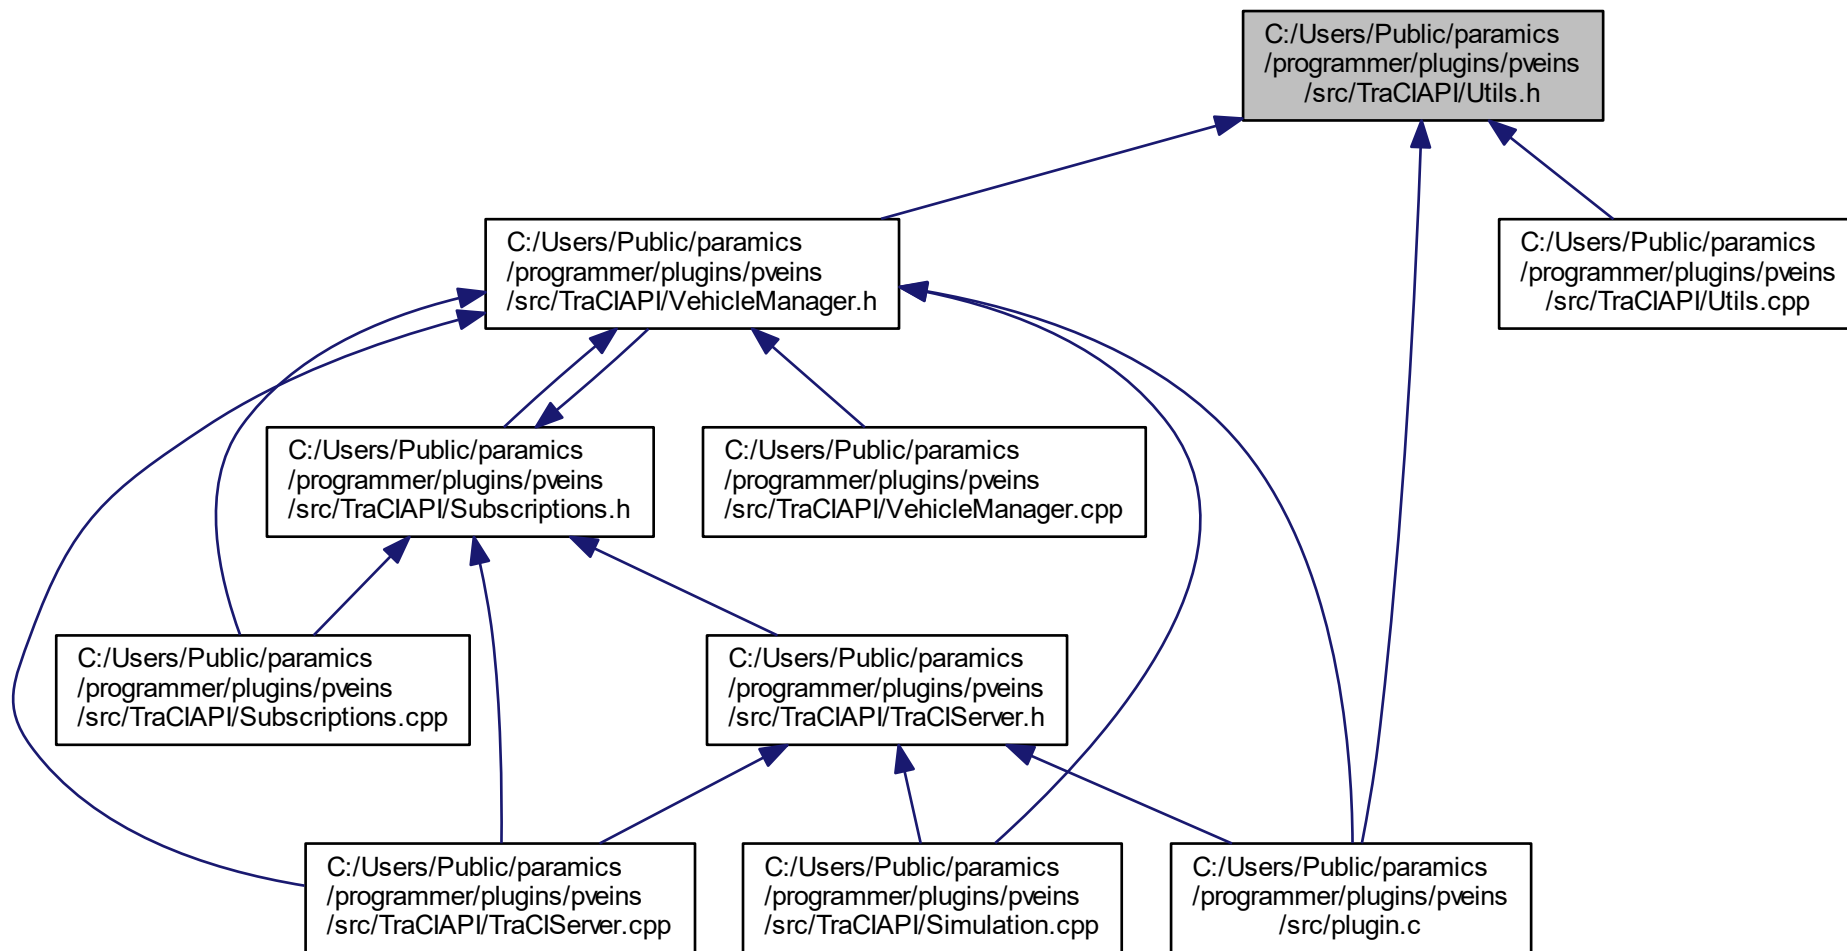 C:/Users/Public/paramics
/programmer/plugins/pveins
/src/TraCIAPI/Utils.h
C:/Users/Public/paramics
/programmer/plugins/pveins
/src/TraCIAPI/VehicleManager.h
C:/Users/Public/paramics
/programmer/plugins/pveins
/src/TraCIAPI/Utils.cpp
C:/Users/Public/paramics
/programmer/plugins/pveins
/src/TraCIAPI/Subscriptions.h
C:/Users/Public/paramics
/programmer/plugins/pveins
/src/TraCIAPI/VehicleManager.cpp
C:/Users/Public/paramics
/programmer/plugins/pveins
/src/TraCIAPI/Subscriptions.cpp
C:/Users/Public/paramics
/programmer/plugins/pveins
/src/TraCIAPI/TraCIServer.h
C:/Users/Public/paramics
/programmer/plugins/pveins
/src/TraCIAPI/TraCIServer.cpp
C:/Users/Public/paramics
/programmer/plugins/pveins
/src/TraCIAPI/Simulation.cpp
C:/Users/Public/paramics
/programmer/plugins/pveins
/src/plugin.c